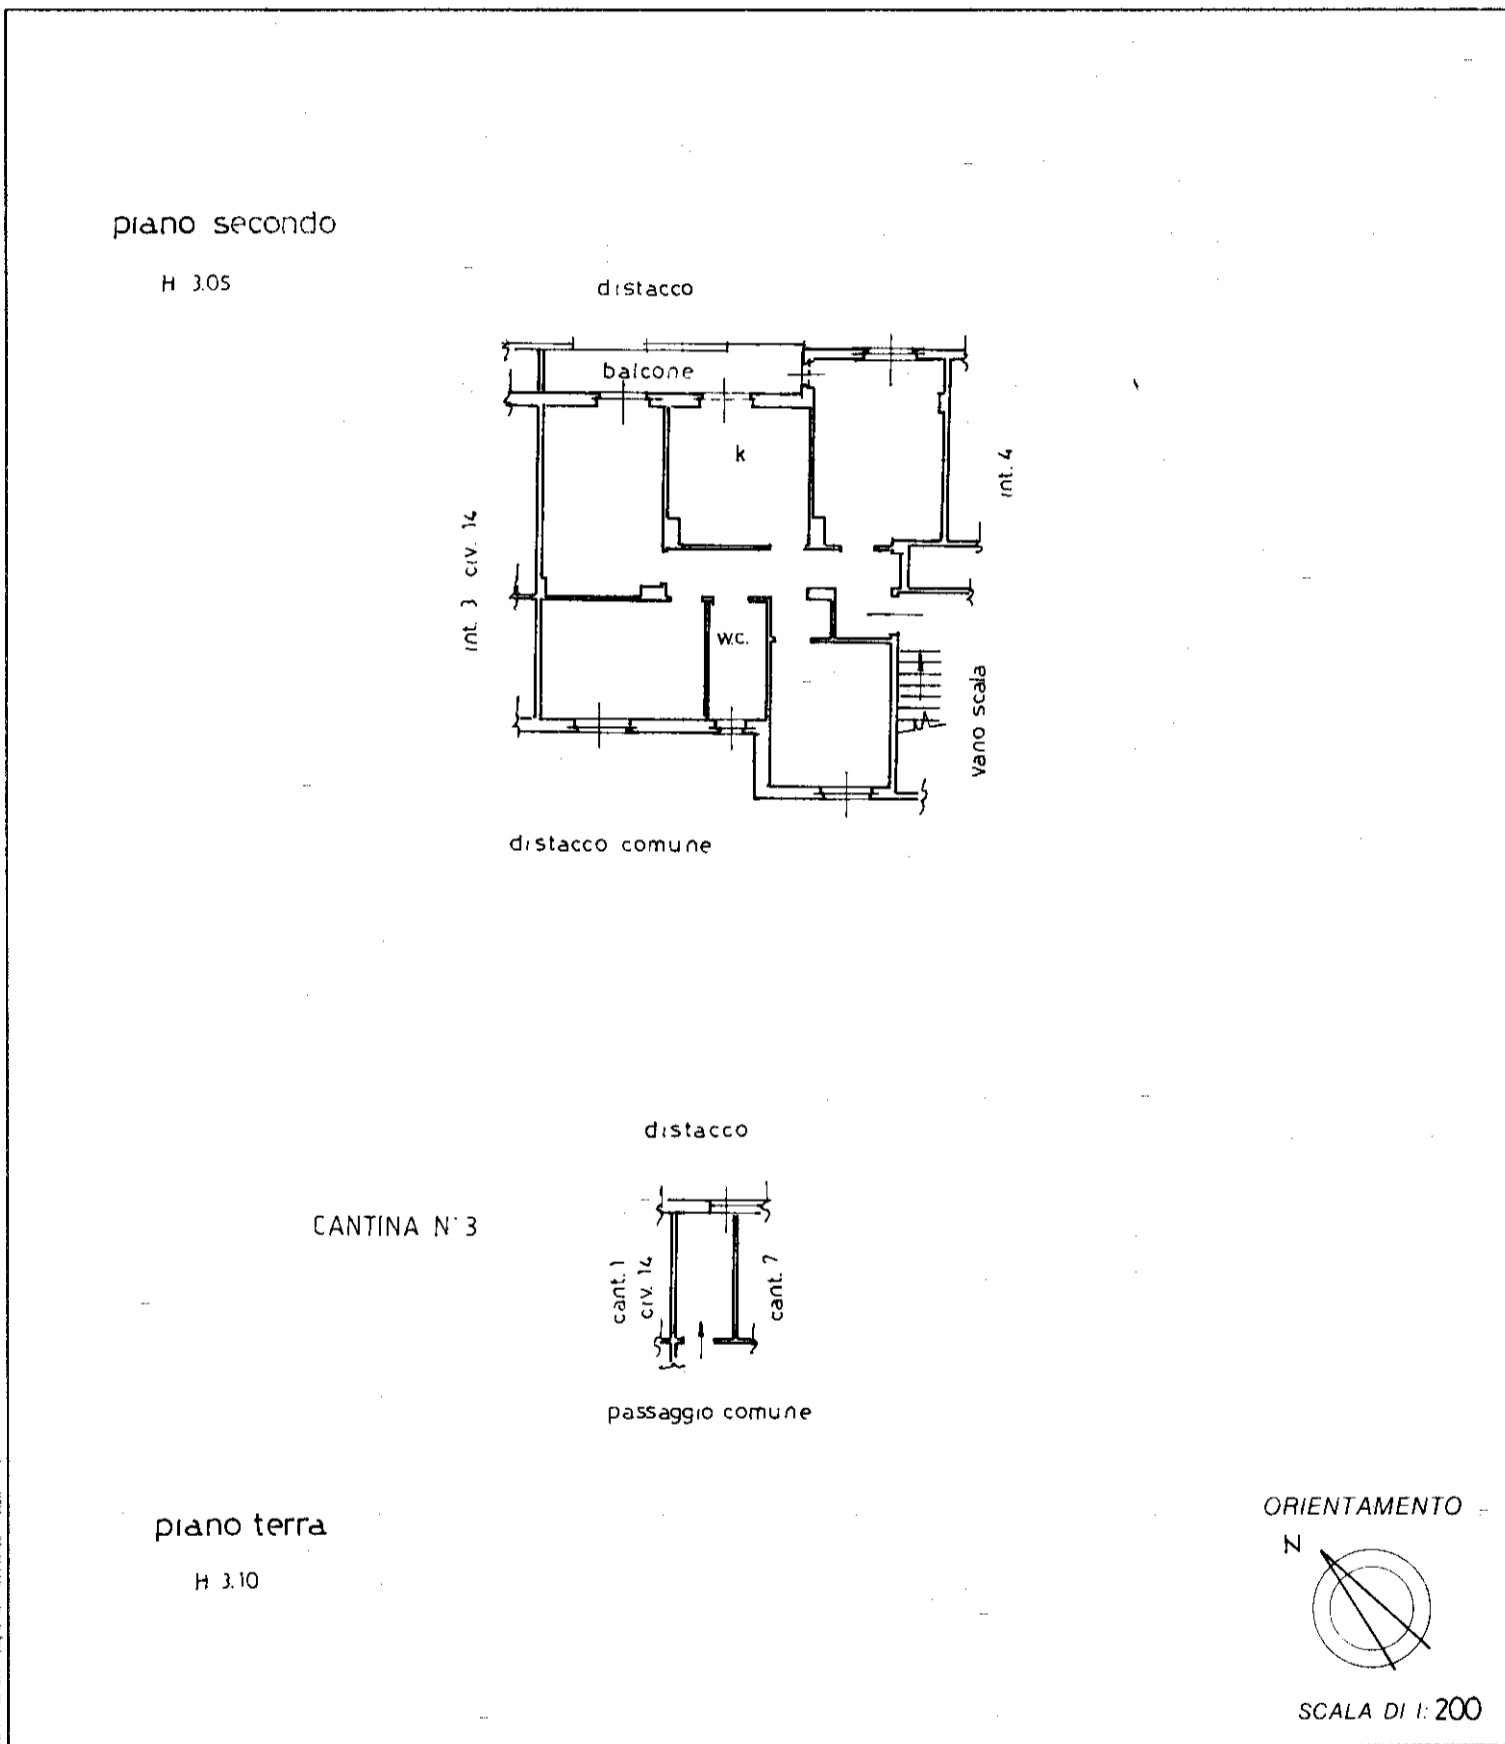 piano secondo
H 3.05
distacco
balcone
k
int. 4
int. 3 civ. 14
W.C.
Vano scala
distacco comune
distacco
CANTINA N° 3
cant. 1
civ. 14
cant. 7
passaggio comune
piano terra
H 3.10
ORIENTAMENTO
N
SCALA DI 1:200